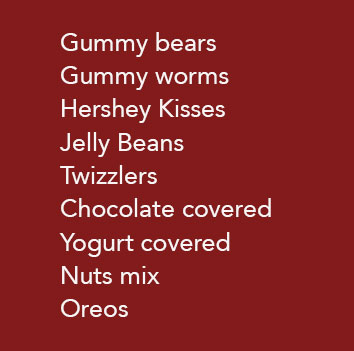 Gummy bears
Gummy worms
Hershey Kisses
Jelly Beans
Twizzlers
Chocolate covered
Yogurt covered
Nuts mix
Oreos